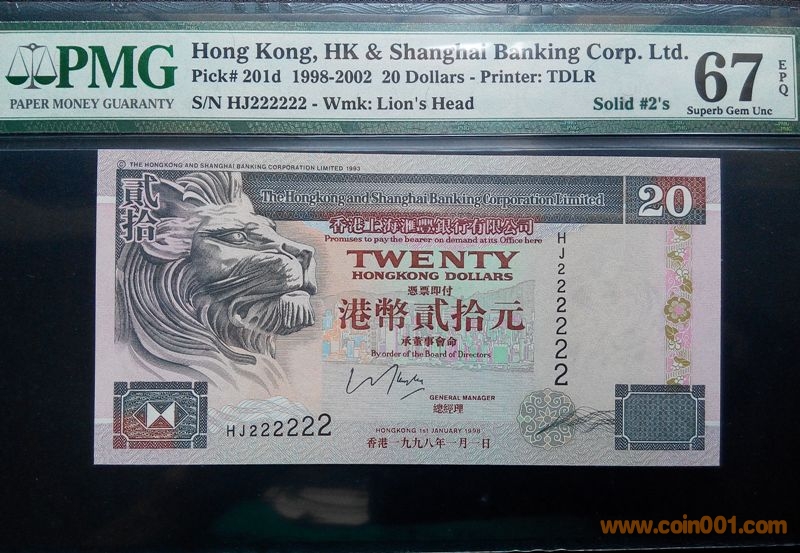 PMG
PAPER MONEY GUARANTY
Hong Kong, HK & Shanghai Banking Corp. Ltd.
Pick# 201d 1998-2002 20 Dollars - Printer: TDLR
S/N HJ222222 - Wmk: Lion's Head
Solid #2's
67
EPQ
Superb Gem Unc
© THE HONGKONG AND SHANGHAI BANKING CORPORATION LIMITED 1993
貳拾
The Hongkong and Shanghai Banking Corporation Limited
20
香港上海滙豐銀行有限公司
Promises to pay the bearer on demand at its Office here
TWENTY
HONGKONG DOLLARS
憑票即付
港幣貳拾元
承董事會命
By order of the Board of Directors
HJ222222
GENERAL MANAGER
總經理
HJ222222
HONGKONG 1ST JANUARY 1998
香港一九九八年一月一日
www.coin001.com